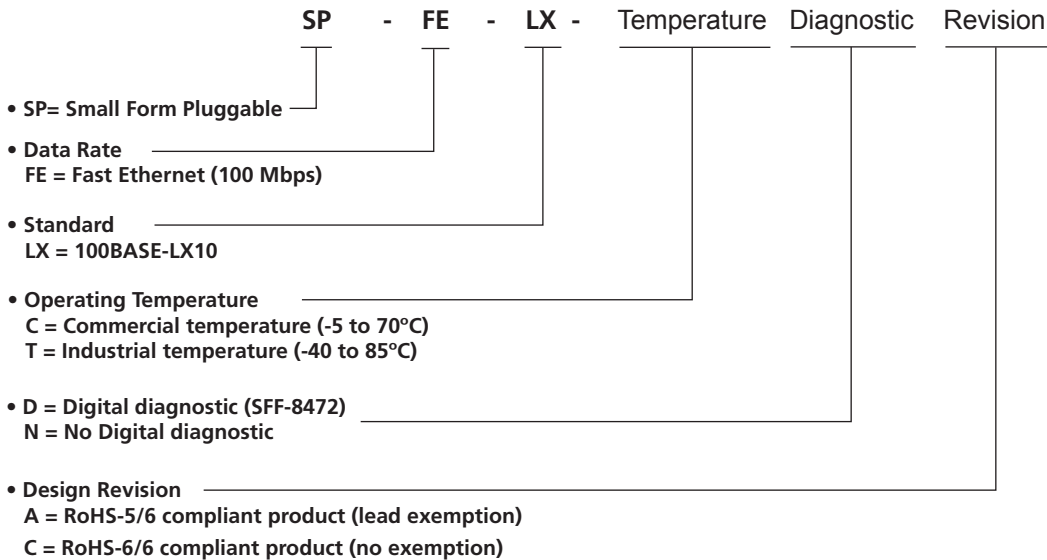 SP - FE - LX - Temperature Diagnostic Revision
• SP= Small Form Pluggable
• Data Rate
FE = Fast Ethernet (100 Mbps)
• Standard
LX = 100BASE-LX10
• Operating Temperature
C = Commercial temperature (-5 to 70ºC)
T = Industrial temperature (-40 to 85ºC)
• D = Digital diagnostic (SFF-8472)
N = No Digital diagnostic
• Design Revision
A = RoHS-5/6 compliant product (lead exemption)
C = RoHS-6/6 compliant product (no exemption)